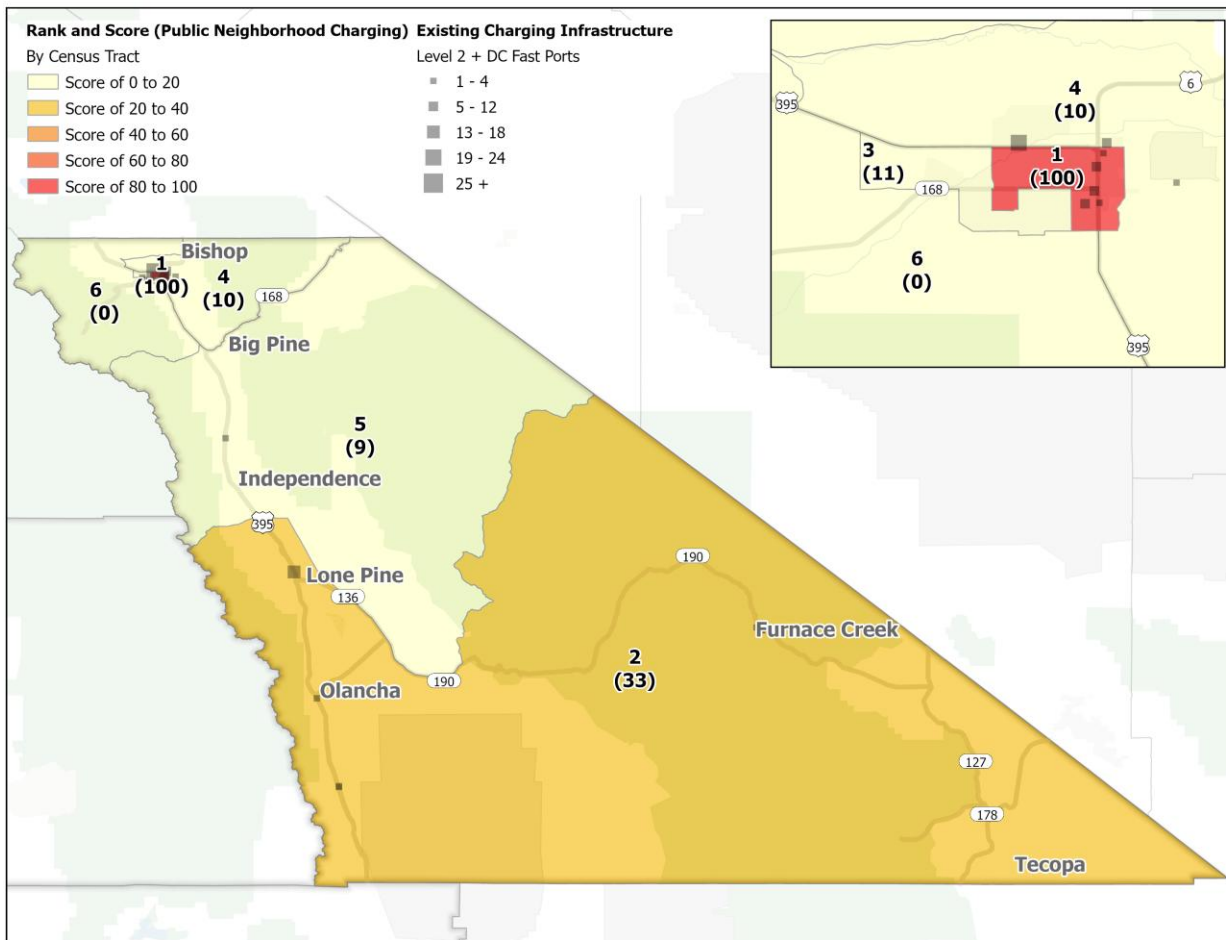 Rank and Score (Public Neighborhood Charging)
By Census Tract
Score of 0 to 20
Score of 20 to 40
Score of 40 to 60
Score of 60 to 80
Score of 80 to 100
Existing Charging Infrastructure
Level 2 + DC Fast Ports
1 - 4
5 - 12
13 - 18
19 - 24
25 +
395
6
4
(10)
3
(11)
1
(100)
168
6
(0)
395
Bishop
1
(100)
4
(10)
6
(0)
168
Big Pine
5
(9)
Independence
395
Lone Pine
136
190
Furnace Creek
2
(33)
190
Olancha
127
178
Tecopa